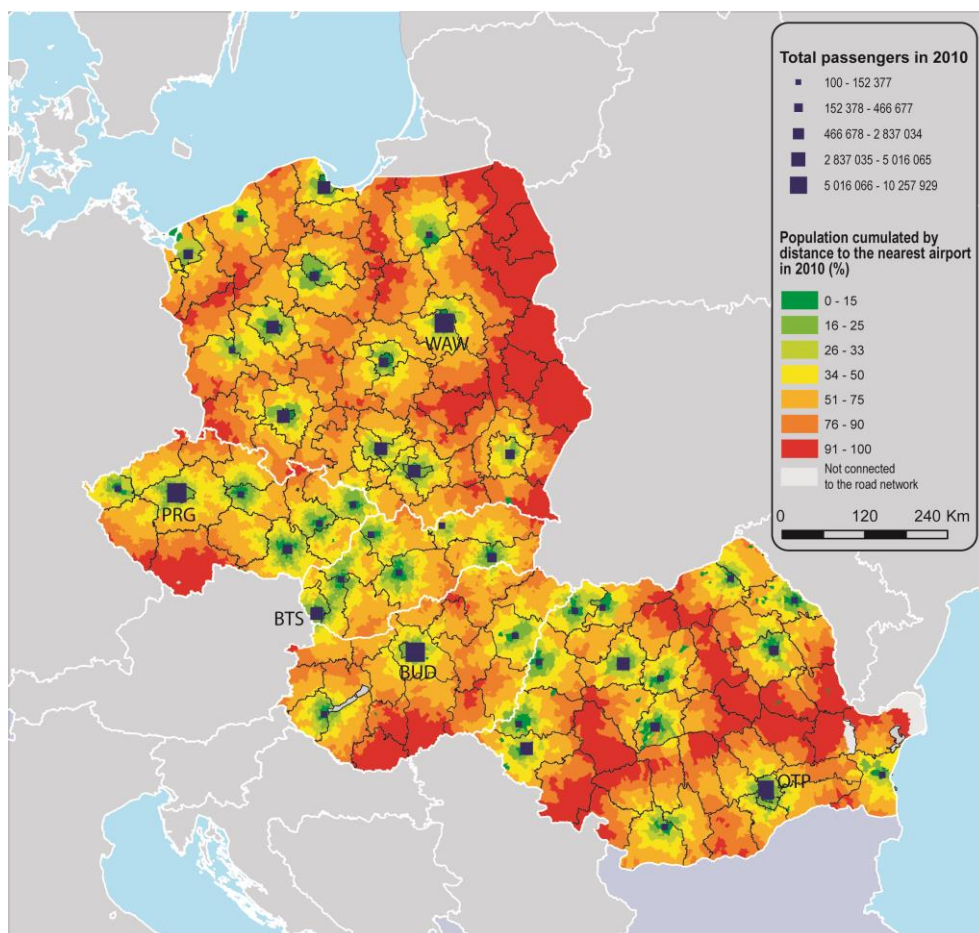 Total passengers in 2010
100 - 152 377
152 378 - 466 677
466 678 - 2 837 034
2 837 035 - 5 016 065
5 016 066 - 10 257 929
Population cumulated by
distance to the nearest airport
in 2010 (%)
0 - 15
16 - 25
26 - 33
34 - 50
51 - 75
76 - 90
91 - 100
Not connected
to the road network
0 120 240 Km
WAW
PRG
BTS
BUD
OTP